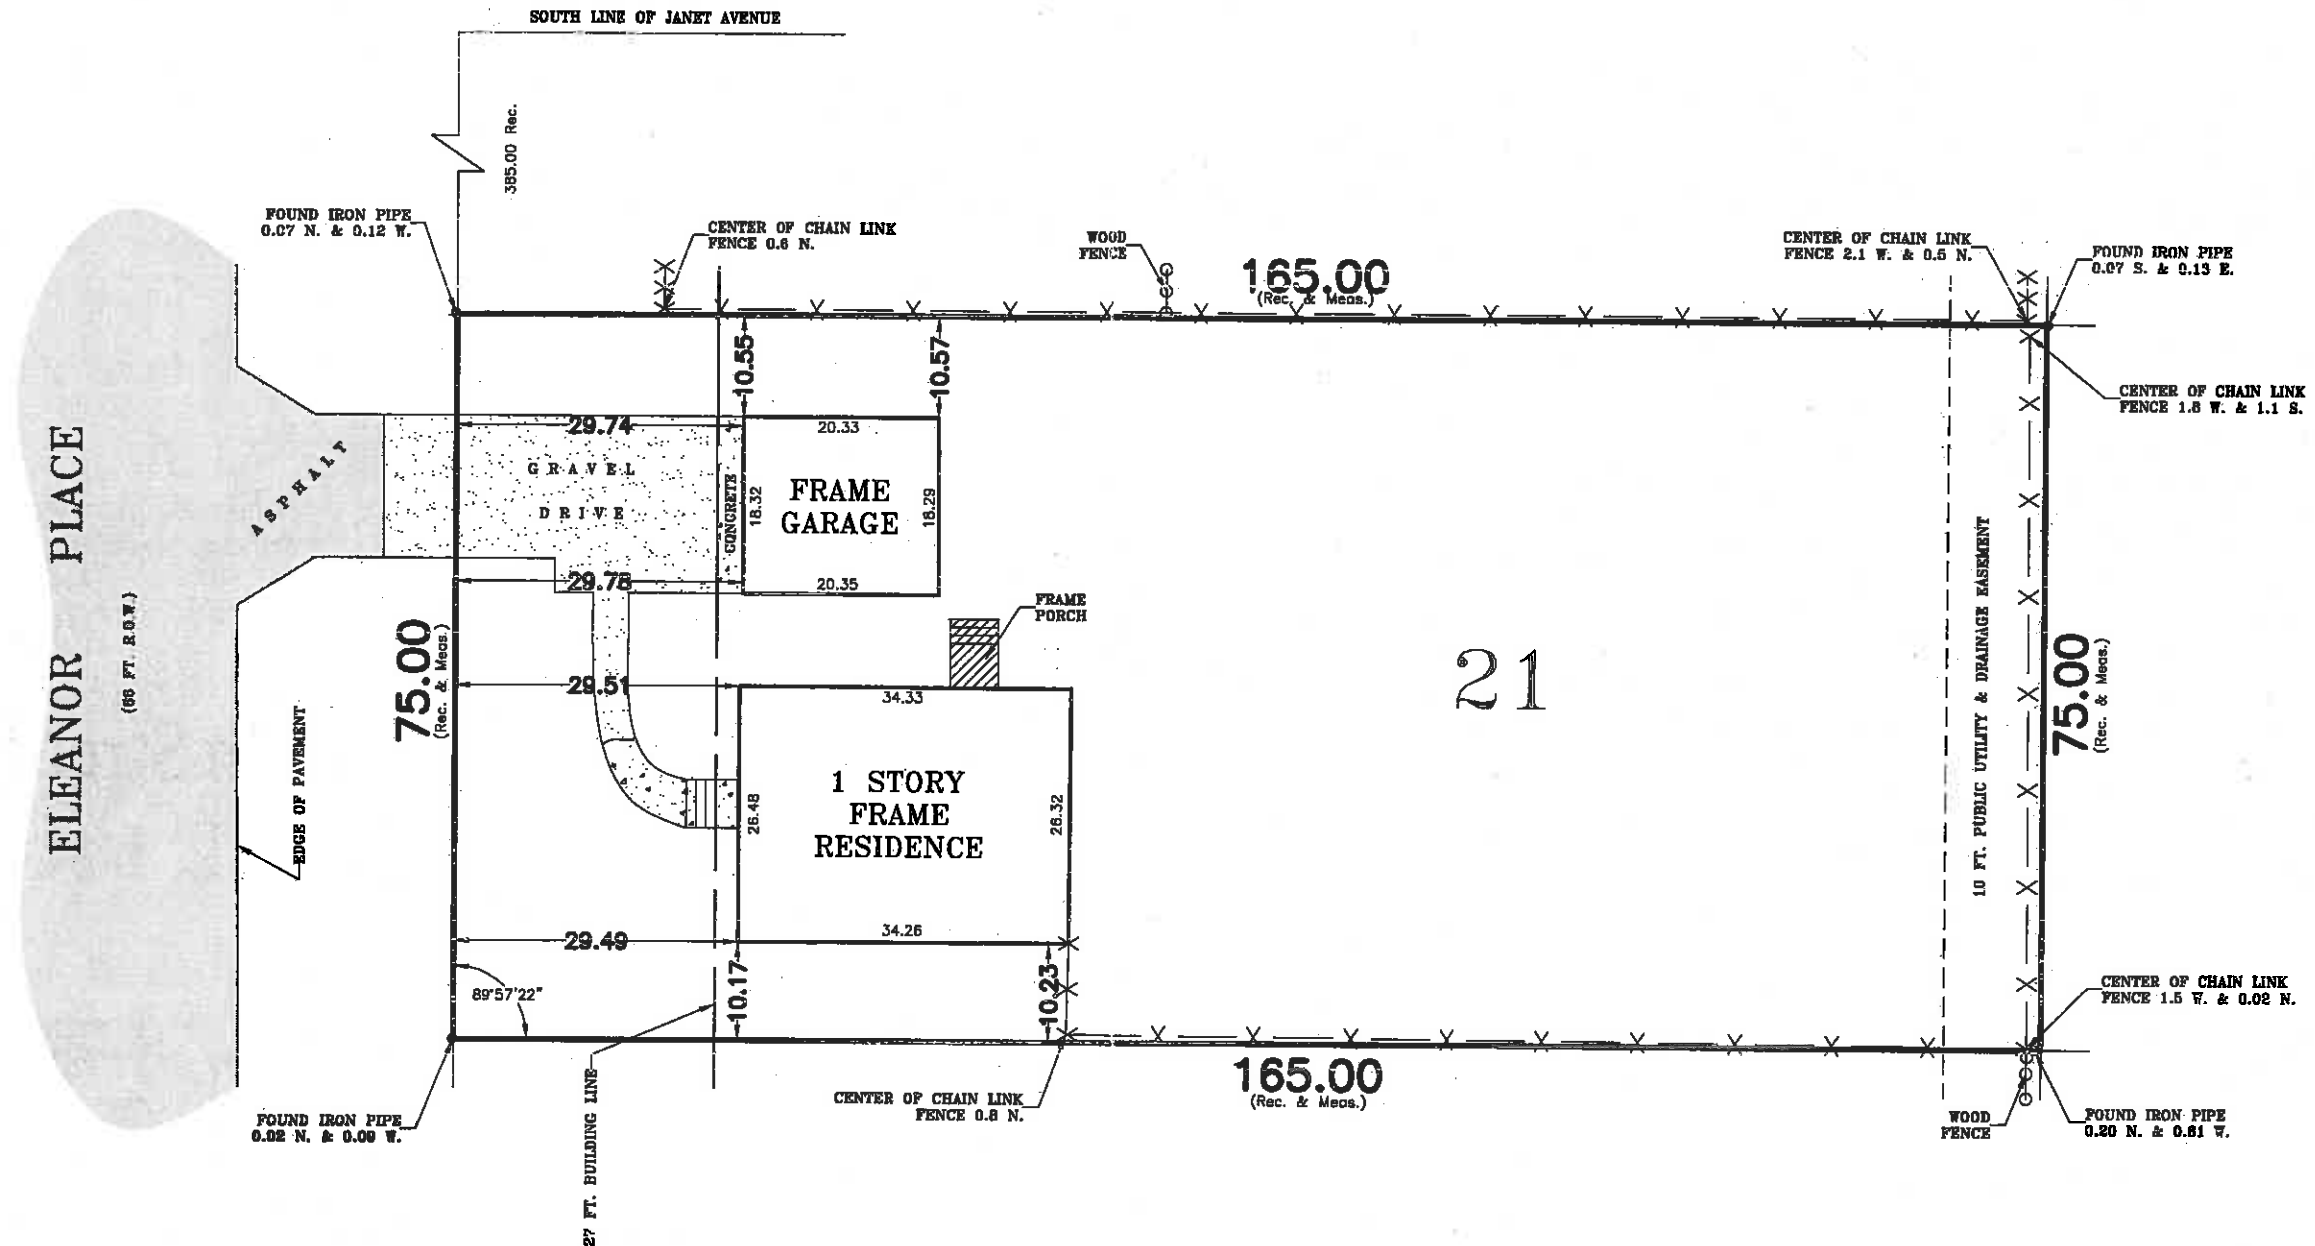 SOUTH LINE OF JANET AVENUE
385.00 Rec.
FOUND IRON PIPE
0.07 N. & 0.12 W.
CENTER OF CHAIN LINK
FENCE 0.6 N.
WOOD
FENCE
165.00
(Rec. & Meas.)
CENTER OF CHAIN LINK
FENCE 2.1 W. & 0.5 N.
FOUND IRON PIPE
0.07 S. & 0.13 E.
CENTER OF CHAIN LINK
FENCE 1.8 W. & 1.1 S.
10.55
10.57
29.74
20.33
ASPHALT
GRAVEL
DRIVE
CONCRETE
18.32
FRAME
GARAGE
18.29
29.78
20.35
ELEANOR PLACE
(66 FT. R.O.W.)
EDGE OF PAVEMENT
75.00
(Rec. & Meas.)
FRAME
PORCH
29.51
34.33
21
10 FT. PUBLIC UTILITY & DRAINAGE EASEMENT
75.00
(Rec. & Meas.)
1 STORY
FRAME
RESIDENCE
26.48
26.32
29.49
34.26
89°57'22"
10.17
10.23
CENTER OF CHAIN LINK
FENCE 1.5 W. & 0.02 N.
27 FT. BUILDING LINE
165.00
(Rec. & Meas.)
CENTER OF CHAIN LINK
FENCE 0.8 N.
FOUND IRON PIPE
0.02 N. & 0.09 W.
WOOD
FENCE
FOUND IRON PIPE
0.20 N. & 0.61 W.